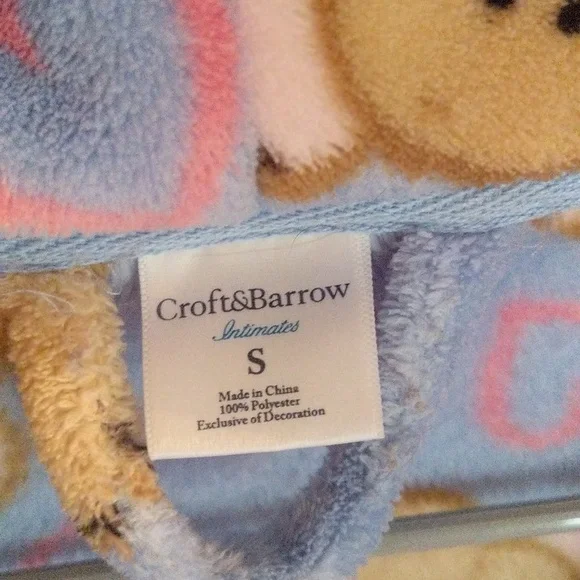 Croft&Barrow
Intimates
S
Made in China
100% Polyester
Exclusive of Decoration